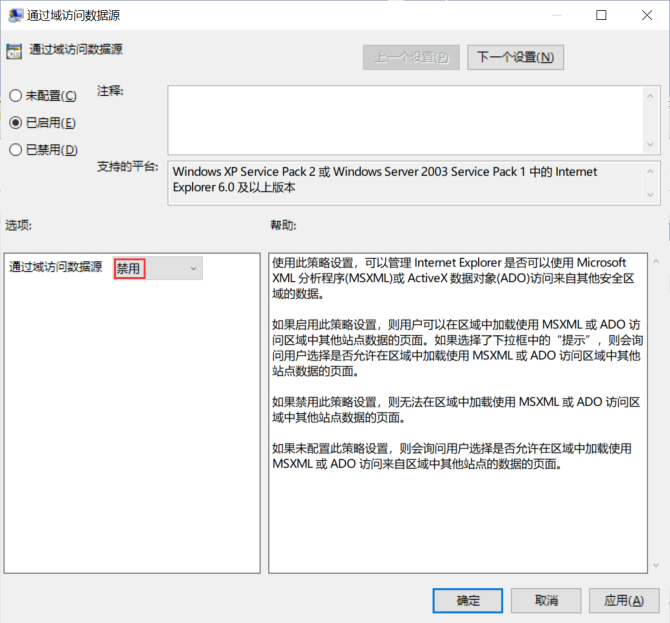 通过域访问数据源
通过域访问数据源
上一个设置(P)
下一个设置(N)
未配置(C)
已启用(E)
已禁用(D)
注释:
支持的平台:
Windows XP Service Pack 2 或 Windows Server 2003 Service Pack 1 中的 Internet
Explorer 6.0 及以上版本
选项:
帮助:
通过域访问数据源
禁用
使用此策略设置，可以管理 Internet Explorer 是否可以使用 Microsoft
XML 分析程序(MSXML)或 ActiveX 数据对象(ADO)访问来自其他安全区
域的数据。
如果启用此策略设置，则用户可以在区域中加载使用 MSXML 或 ADO 访
问区域中其他站点数据的页面。如果选择了下拉框中的“提示”，则会询
问用户选择是否允许在区域中加载使用 MSXML 或 ADO 访问区域中其他
站点数据的页面。
如果禁用此策略设置，则无法在区域中加载使用 MSXML 或 ADO 访问区
域中其他站点数据的页面。
如果未配置此策略设置，则会询问用户选择是否允许在区域中加载使用
MSXML 或 ADO 访问来自区域中其他站点的数据的页面。
确定
取消
应用(A)